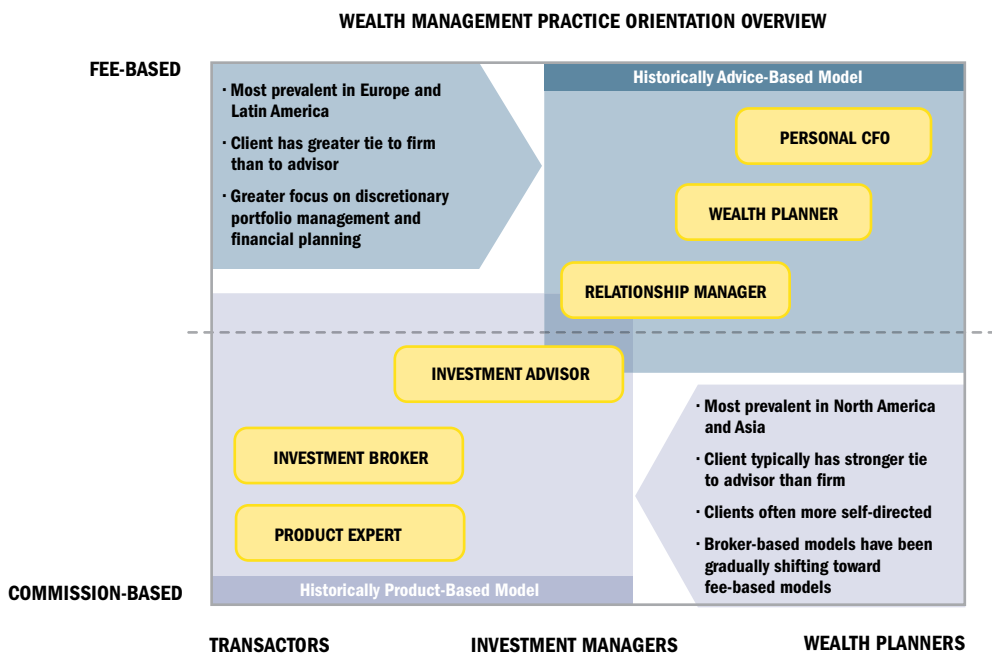 WEALTH MANAGEMENT PRACTICE ORIENTATION OVERVIEW
FEE-BASED
· Most prevalent in Europe and
Latin America
· Client has greater tie to firm
than to advisor
· Greater focus on discretionary
portfolio management and
financial planning
Historically Advice-Based Model
PERSONAL CFO
WEALTH PLANNER
RELATIONSHIP MANAGER
INVESTMENT ADVISOR
INVESTMENT BROKER
PRODUCT EXPERT
· Most prevalent in North America
and Asia
· Client typically has stronger tie
to advisor than firm
· Clients often more self-directed
· Broker-based models have been
gradually shifting toward
fee-based models
COMMISSION-BASED
Historically Product-Based Model
TRANSACTORS
INVESTMENT MANAGERS
WEALTH PLANNERS